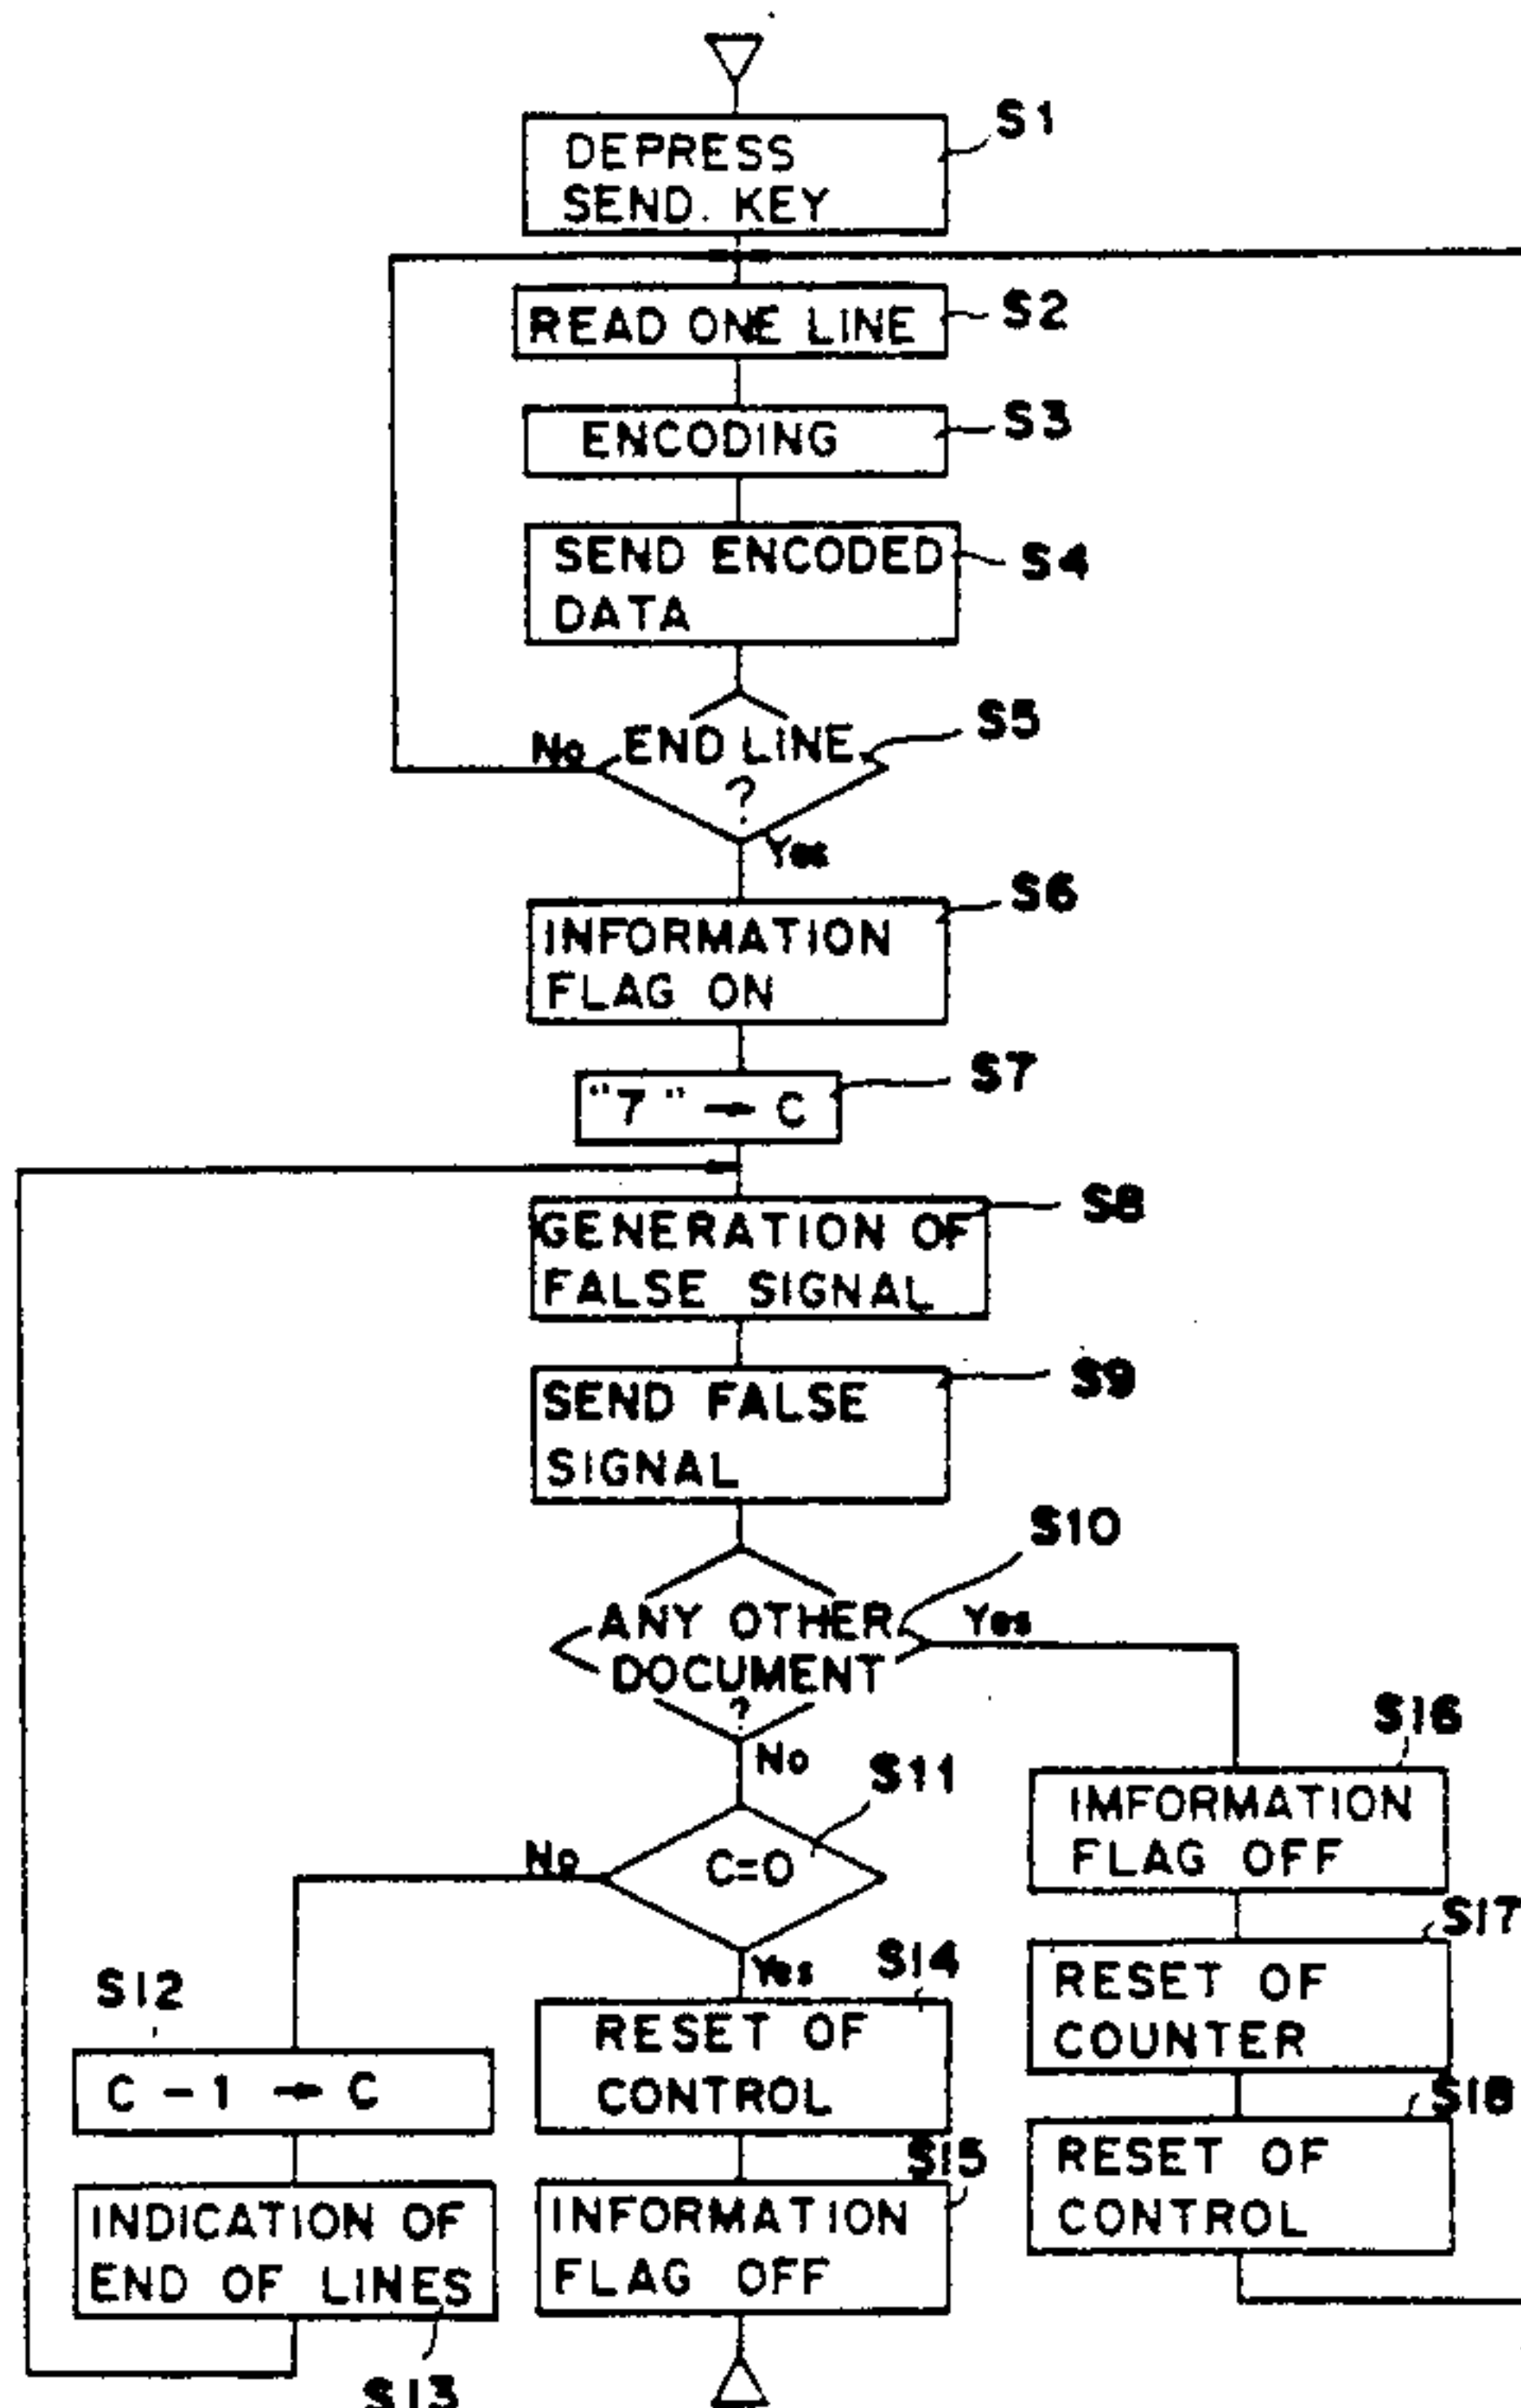 S1
DEPRESS
SEND. KEY
READ ONE LINE
S2
ENCODING
S3
SEND ENCODED
DATA
S4
END LINE
?
S5
No
Yes
INFORMATION
FLAG ON
S6
"7" → C
S7
GENERATION OF
FALSE SIGNAL
S8
SEND FALSE
SIGNAL
S9
S10
ANY OTHER
DOCUMENT
?
Yes
No
S11
C=0
No
Yes
S12
C - 1 → C
INDICATION OF
END OF LINES
S13
S14
RESET OF
CONTROL
S15
INFORMATION
FLAG OFF
S16
IMFORMATION
FLAG OFF
S17
RESET OF
COUNTER
S18
RESET OF
CONTROL